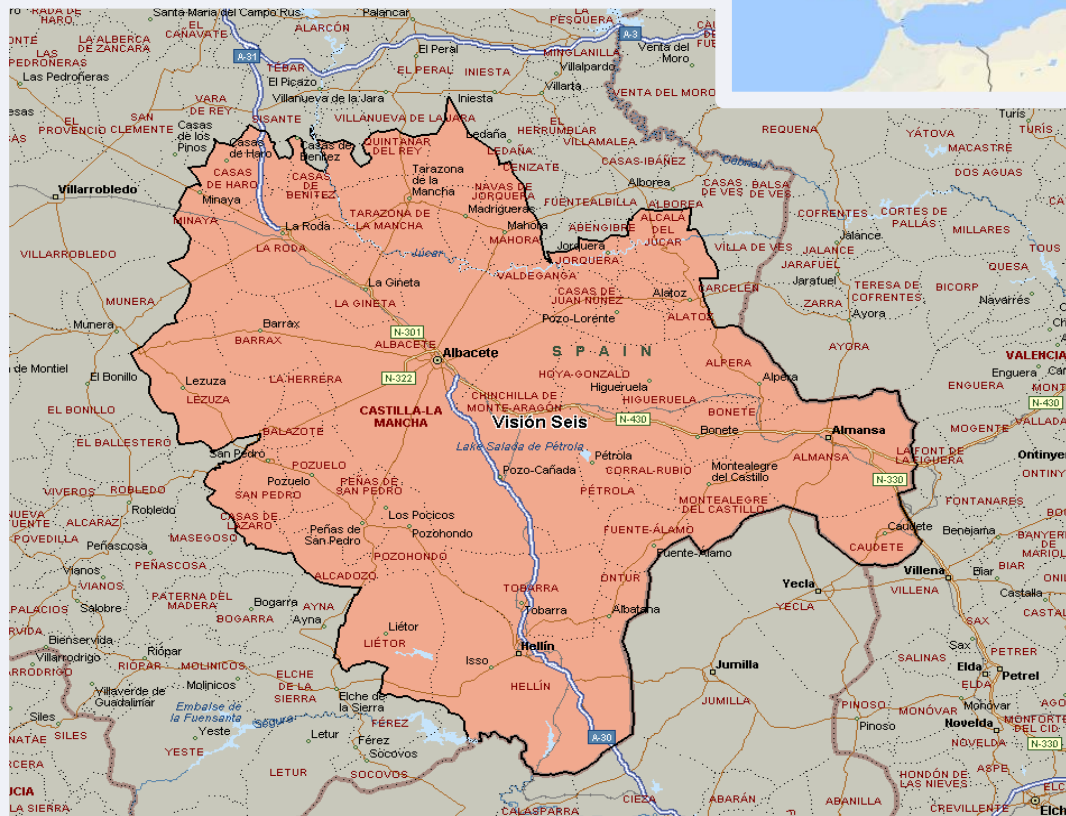 RADA DE
HARO
Santa María del Campo Rus
Palancar
LA
PESQUERA
EL
CAÑAVATE
ALARCÓN
A-3
LA ALBERCA
DE ZANCARA
A-31
El Peral
MINGLANILLA
Venta del
Moro
LAS
PEDROÑERAS
TÉBAR
EL PERAL
INIESTA
Villalpardo
Las Pedroñeras
El Picazo
Villarta
VENTA DEL MORO
VARA
DE REY
Villanueva de la Jara
Iniesta
EL
PROVENCIO
SAN
CLEMENTE
SISANTE
VILLANUEVA DE LA JARA
EL
HERRUMBLAR
REQUENA
Turís
TURÍS
Casas
de los
Pinos
Casas
de Haro
Casas de
Benítez
QUINTANAR
DEL REY
Ledaña
LEDAÑA
VILLAMALEA
YÁTOVA
MACASTRE
CASAS
DE HARO
CASAS
DE
BENÍTEZ
Tarazona
de la
Mancha
CENIZATE
CASAS-IBÁÑEZ
Cabriel
DOS AGUAS
Villarrobledo
Minaya
NAVAS DE
JORQUERA
Alborea
CASAS
DE VES
BALSA
DE VES
MINAYA
TARAZONA DE
LA MANCHA
Madrigueras
FUENTEALBILLA
ALBOREA
COFRENTES
CORTES DE
PALLÁS
La Roda
Mahora
ABENGIBRE
ALCALÁ
DEL
JÚCAR
MILLARES
LA RODA
MAHORA
Jorquera
JORQUERA
VILLA DE VES
Jalance
JALANCE
TOUS
VILLARROBLEDO
Júcar
VALDEGANGA
JARAFUEL
QUESA
La Gineta
CASAS DE
JUAN NÚÑEZ
Alatoz
CARCELÉN
Jarafuel
TERESA DE
COFRENTES
BICORP
MUNERA
LA GINETA
ZARRA
Navarrés
Munera
Barrax
N-301
Pozo-Lorente
ALATOZ
Ayora
BARRAX
ALBACETE
Albacete
SPAIN
AYORA
VALENCIA
de Montiel
El Bonillo
N-322
ALPERA
Enguera
Lezuza
LA HERRERA
HOYA-GONZALO
Alpera
ENGUERA
LEZUZA
CHINCHILLA DE
MONTE-ARAGÓN
Higueruela
HIGUERUELA
N-430
EL BONILLO
CASTILLA-LA
MANCHA
Visión Seis
N-430
BONETE
MOGENTE
VALLADA
BALAZOTE
Bonete
Almansa
EL BALLESTERO
Lake Salada de Pétrola
LA FONT DE
LA FIGUERA
San Pedro
Pétrola
ALMANSA
POZUELO
Pozo-Cañada
CORRAL-RUBIO
Montealegre
del Castillo
Pozuelo
PEÑAS DE
SAN PEDRO
N-330
VIVEROS
ROBLEDO
SAN PEDRO
PÉTROLA
MONTEALEGRE
DEL CASTILLO
FONTANARES
Robledo
CASAS DE
LÁZARO
Los Pocicos
ALCARAZ
Peñas de
San Pedro
Pozohondo
FUENTE-ÁLAMO
Caudete
Benejama
POVEDILLA
MASEGOSO
Peñascosa
POZOHONDO
Fuente-Álamo
CAUDETE
Vianos
PEÑASCOSA
ALCADOZO
ONTUR
Yecla
Villena
Biar
BIAR
VIANOS
TOBARRA
VILLENA
Castalla
Salobre
PATERNA DEL
MADERA
Bogarra
AYNA
Tobarra
Albatana
YECLA
BOGARRA
Ayna
Liétor
SAX
Bienservida
LIÉTOR
Hellín
Sax
PETRER
Villarrodrigo
Riópar
Isso
SALINAS
Elda
RIÓPAR
MOLINICOS
ELCHE
DE LA
SIERRA
HELLÍN
Jumilla
ELDA
Petrel
Villaverde de
Guadalimar
Molinicos
Elche de
la Sierra
JUMILLA
PINOSO
MONÓVAR
Monóvar
Siles
Embalse de
la Fuensanta
Segura
FÉREZ
Pinoso
Novelda
MONFORTE
DEL CID
SILES
Yeste
Letur
Férez
A-30
NOVELDA
N-330
YESTE
Socovos
ASPE
LETUR
SOCOVOS
HONDÓN DE
LAS NIEVES
CIEZA
ABARÁN
ABANILLA
CREVILLENTE
LA SIERRA
CALASPARRA